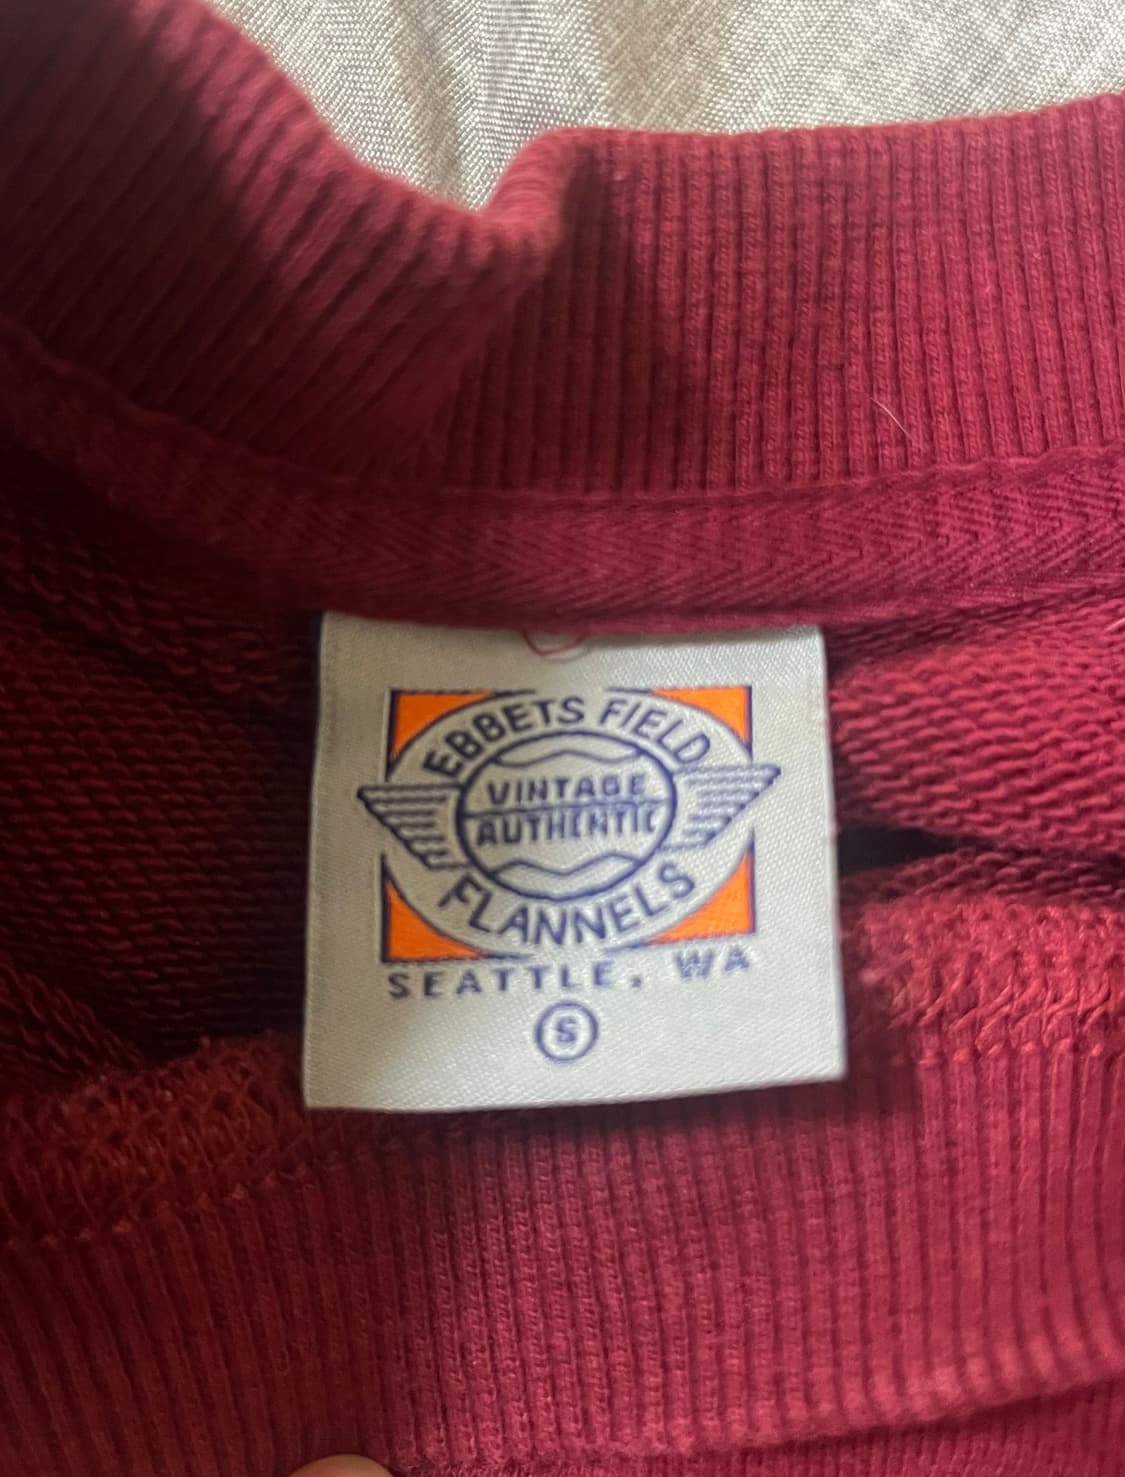 EBBETS FIELD
VINTAGE
AUTHENTIC
FLANNELS
SEATTLE, WA
S